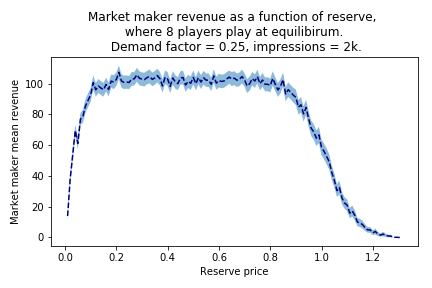 Market maker revenue as a function of reserve,
where 8 players play at equilibirum.
Demand factor = 0.25, impressions = 2k.
Market maker mean revenue
100
80
60
40
20
0
0.0 0.2 0.4 0.6 0.8 1.0 1.2
Reserve price